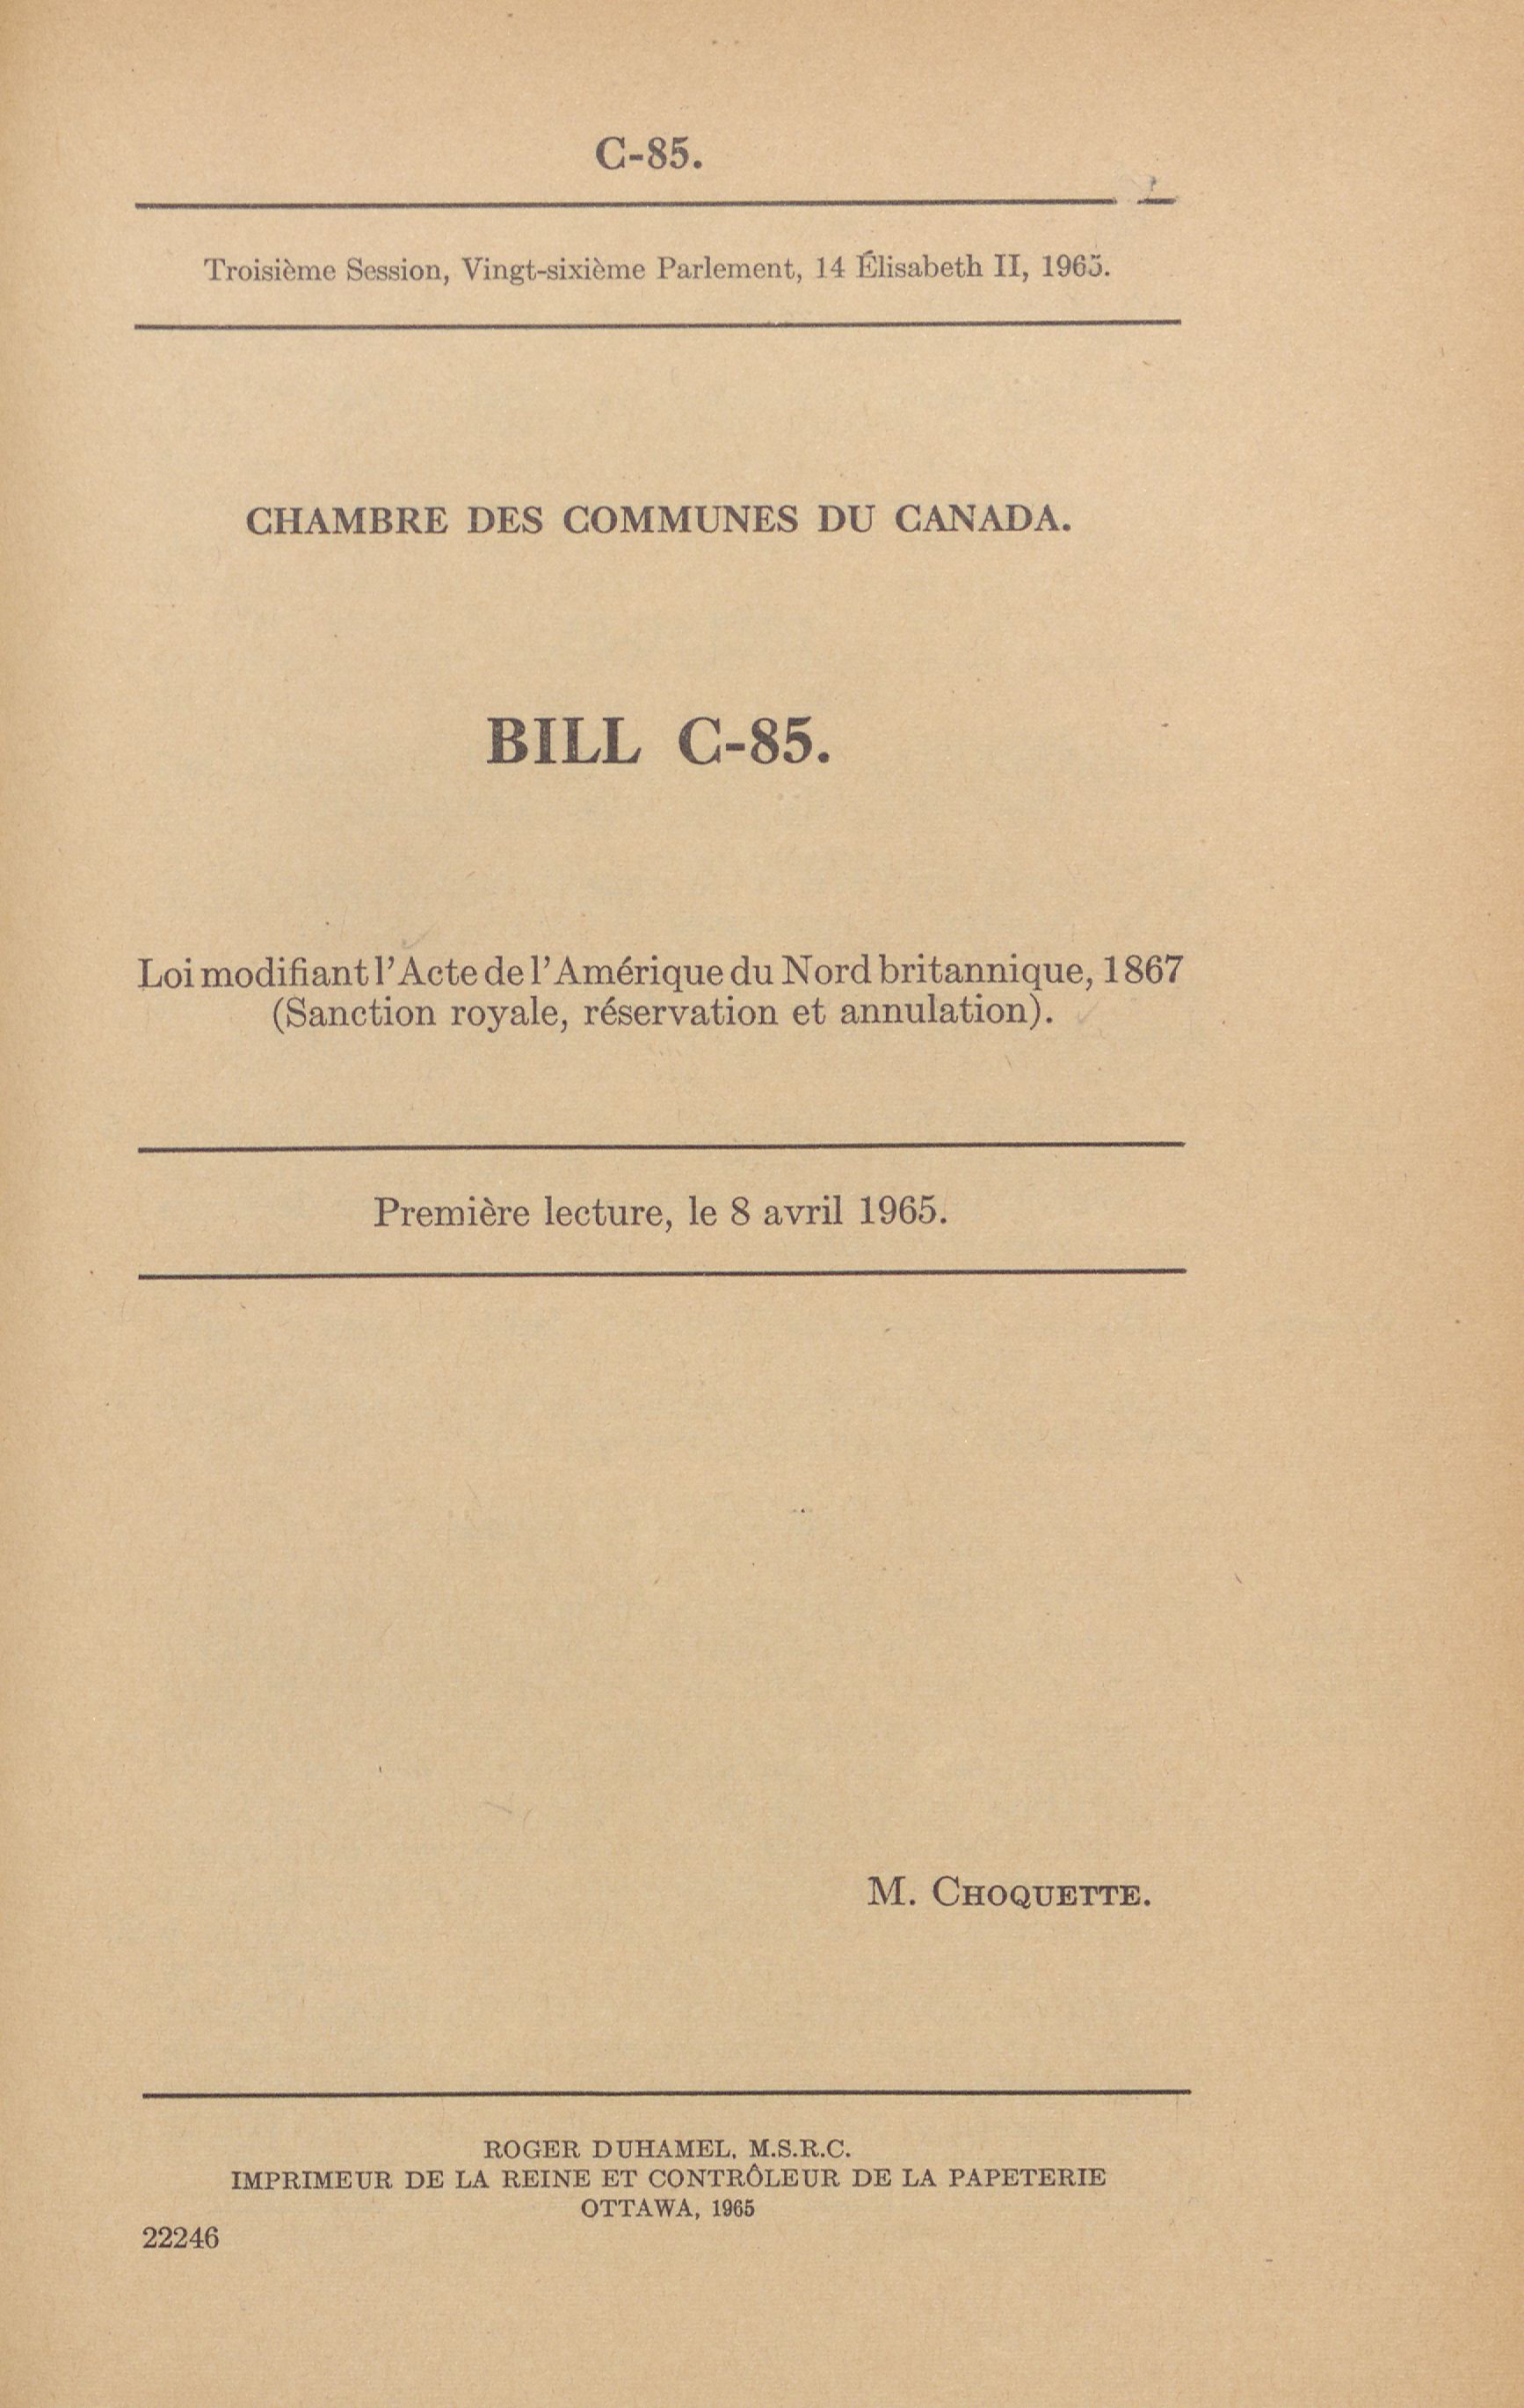 C-85.
Troisième Session, Vingt-sixième Parlement, 14 Élisabeth II, 1965.
CHAMBRE DES COMMUNES DU CANADA.
BILL C-85.
Loi modifiant l'Acte de l'Amérique du Nord britannique, 1867
(Sanction royale, réservation et annulation).
Première lecture, le 8 avril 1965.
M. CHOQUETTE.
ROGER DUHAMEL, M.S.R.C.
IMPRIMEUR DE LA REINE ET CONTRÔLEUR DE LA PAPETERIE
OTTAWA, 1965
22246